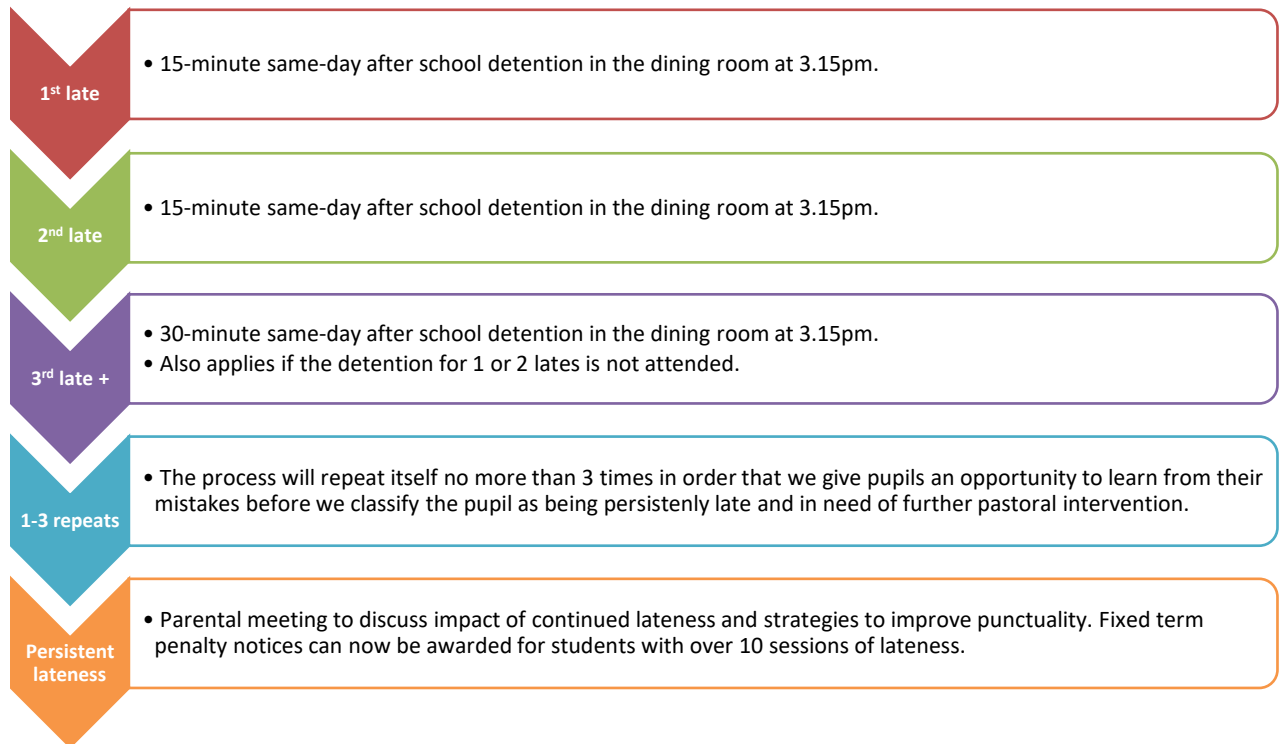 1st late
• 15-minute same-day after school detention in the dining room at 3.15pm.
2nd late
• 15-minute same-day after school detention in the dining room at 3.15pm.
3rd late +
• 30-minute same-day after school detention in the dining room at 3.15pm.
• Also applies if the detention for 1 or 2 lates is not attended.
1-3 repeats
• The process will repeat itself no more than 3 times in order that we give pupils an opportunity to learn from their
mistakes before we classify the pupil as being persistenly late and in need of further pastoral intervention.
Persistent
lateness
• Parental meeting to discuss impact of continued lateness and strategies to improve punctuality. Fixed term
penalty notices can now be awarded for students with over 10 sessions of lateness.